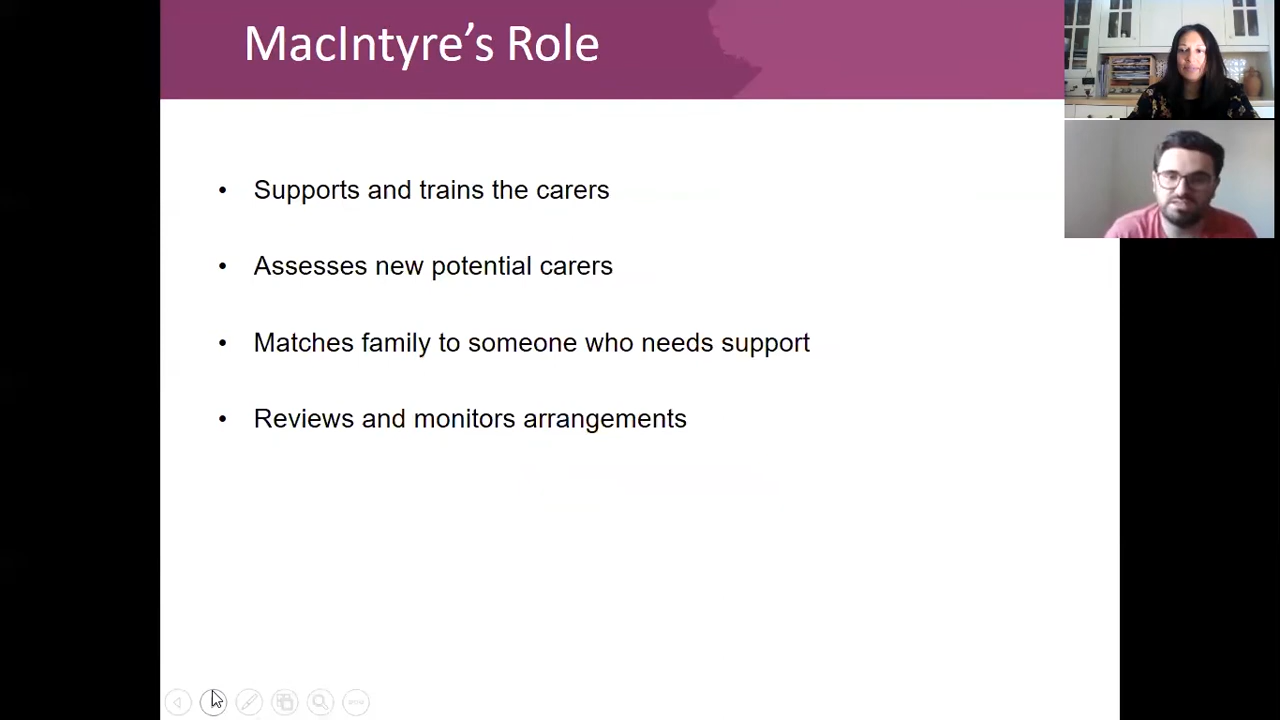 MacIntyre’s Role
• Supports and trains the carers
• Assesses new potential carers
• Matches family to someone who needs support
• Reviews and monitors arrangements